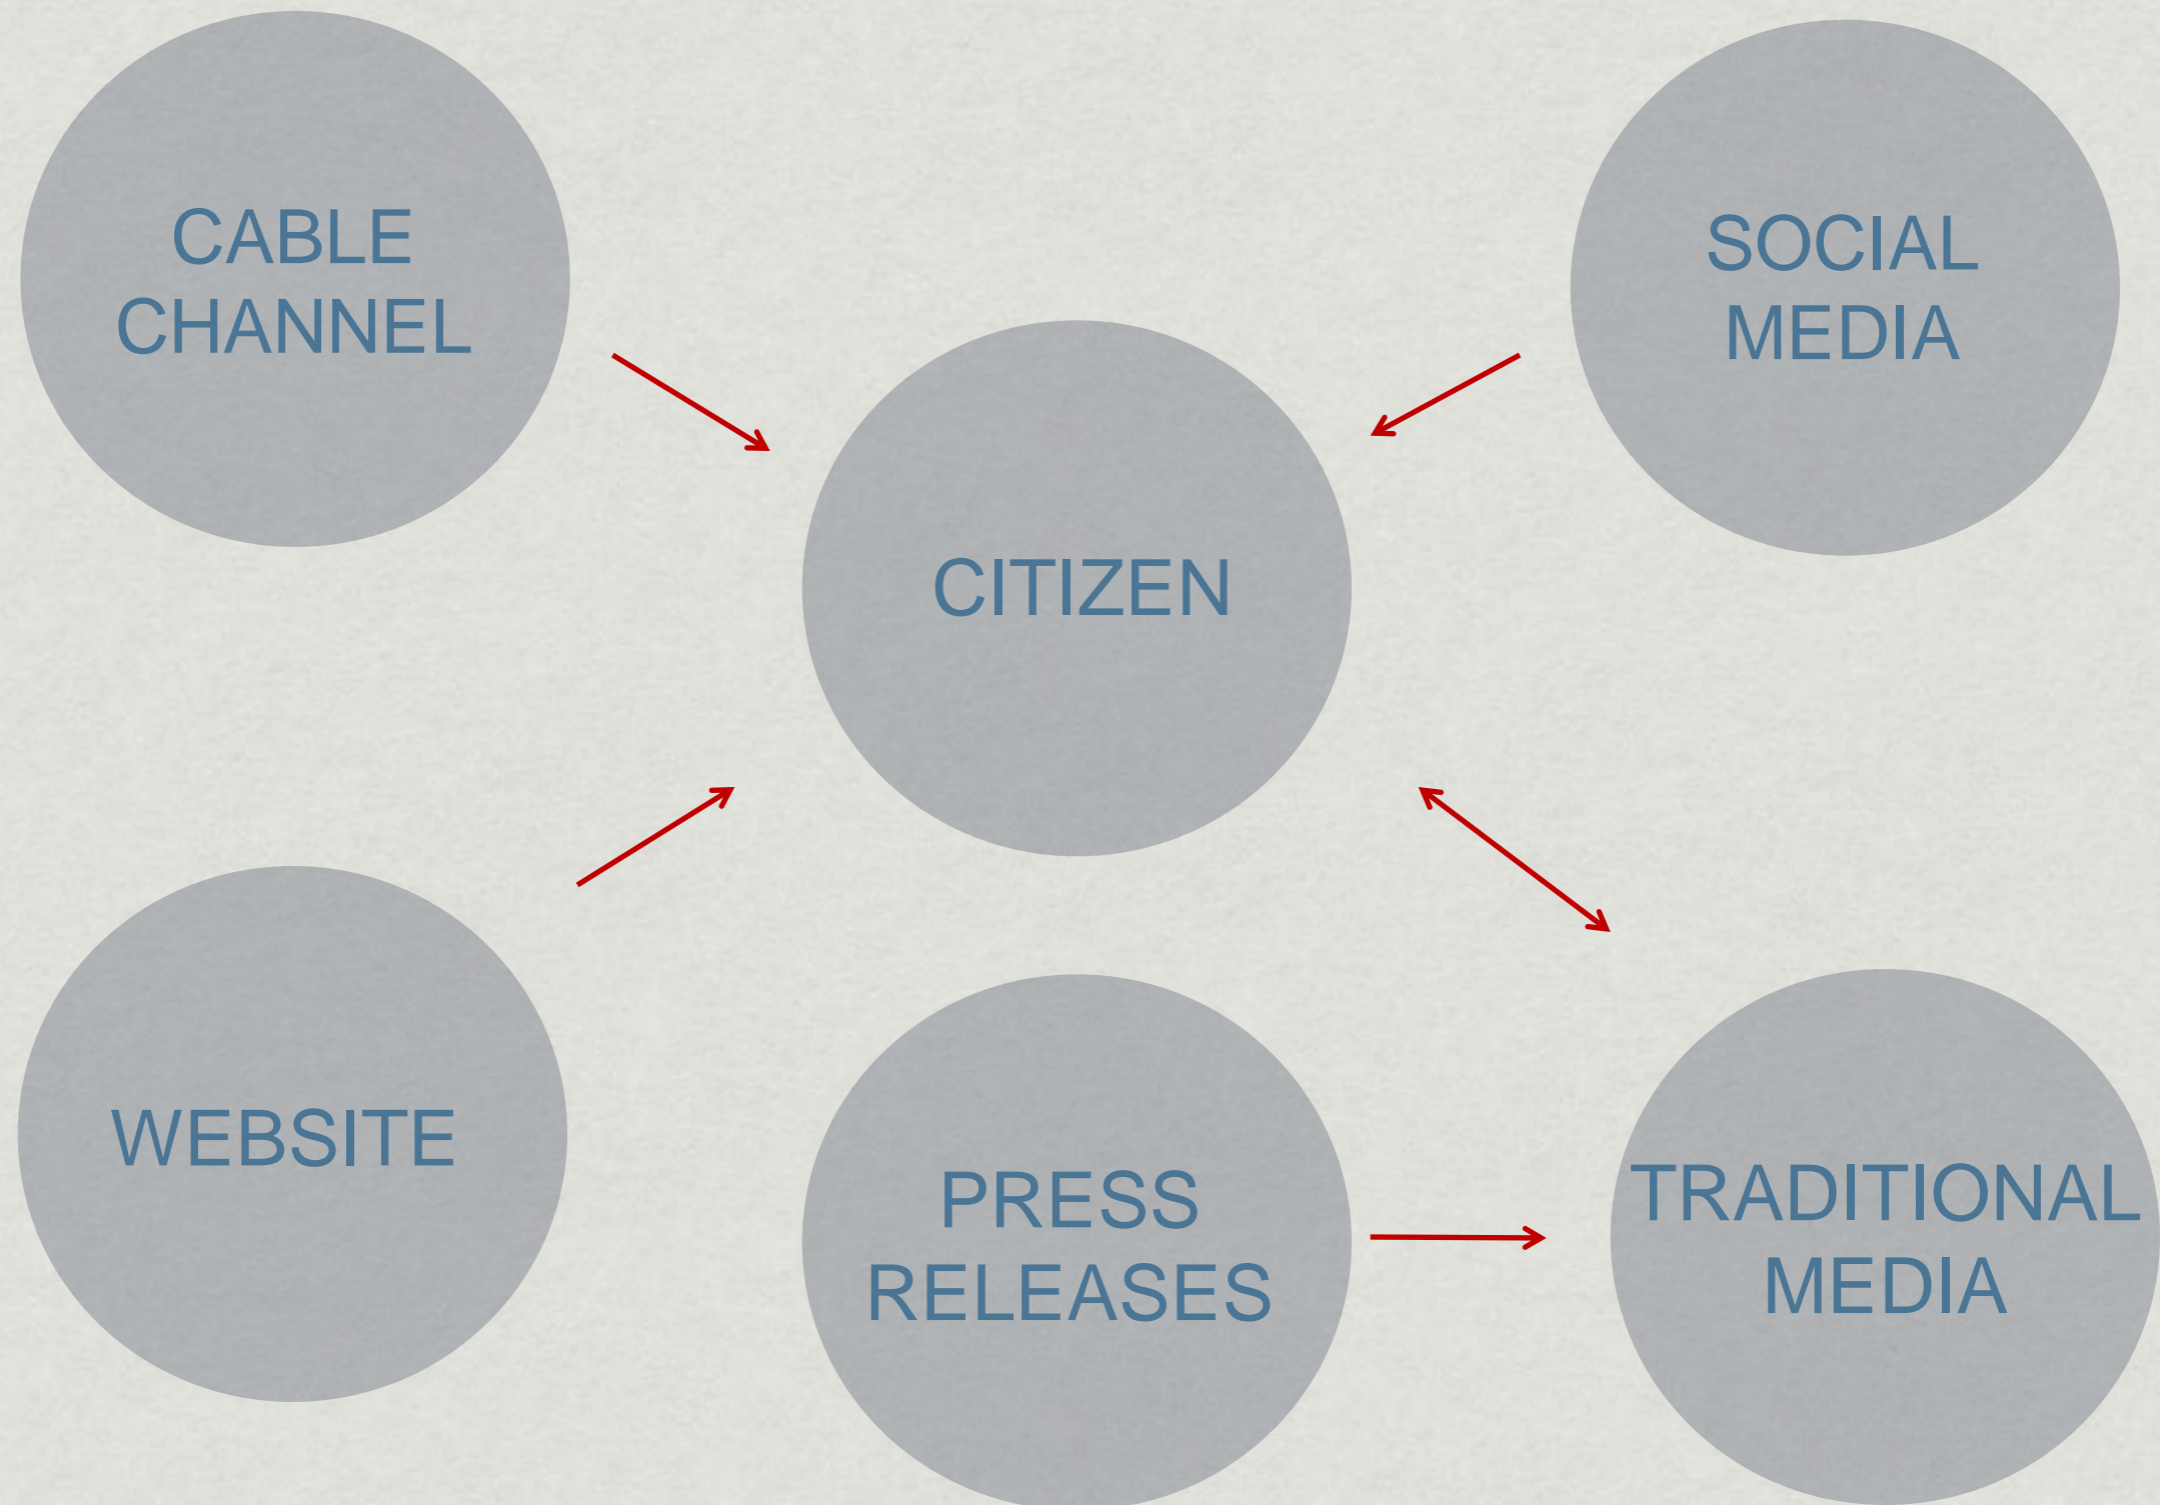 CABLE
CHANNEL
SOCIAL
MEDIA
CITIZEN
WEBSITE
PRESS
RELEASES
TRADITIONAL
MEDIA